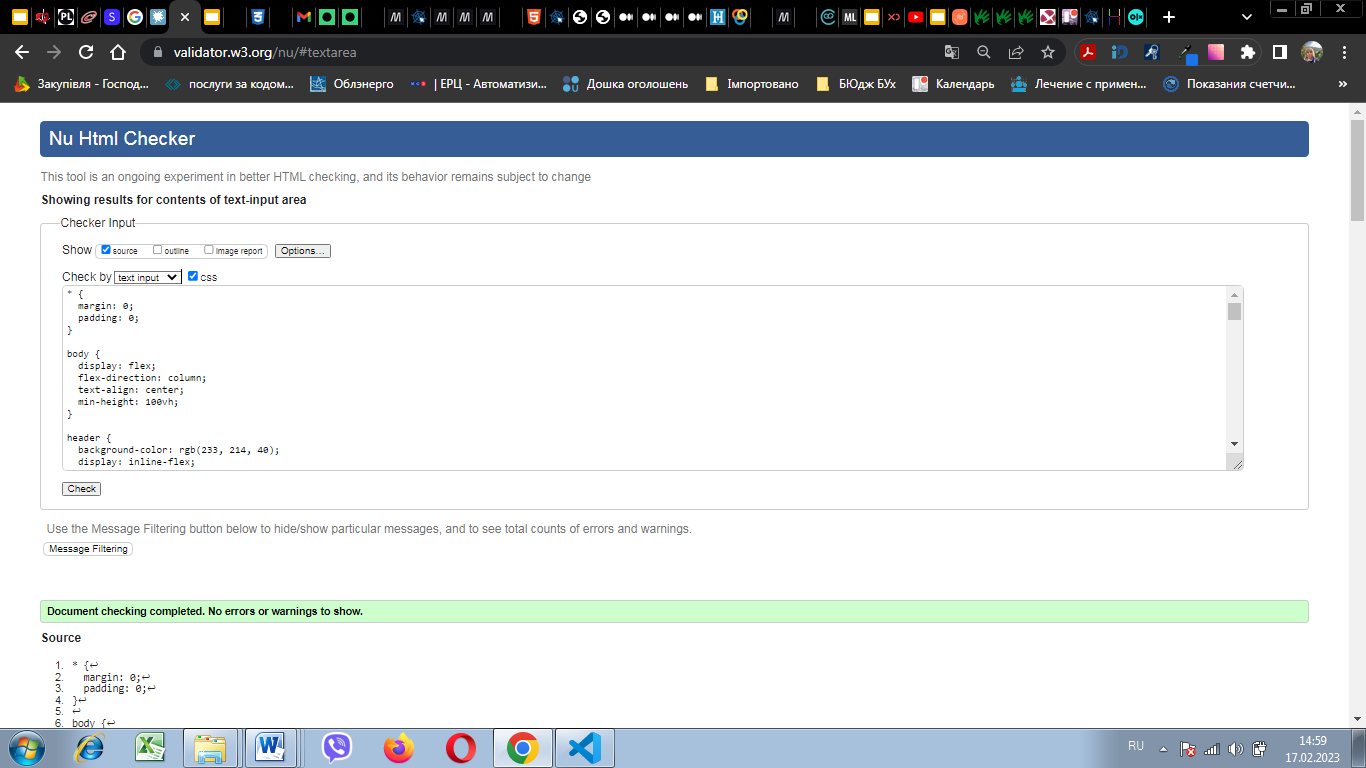 validator.w3.org/nu/#textarea
Закупівля - Господ... послуги за кодом... Обленерго | ЕРЦ - Автоматизи... Дошка оголошень Імпортовано БЮдж БУх Календарь Лечение с примен... Показания счетчи... »
Nu Html Checker
This tool is an ongoing experiment in better HTML checking, and its behavior remains subject to change
Showing results for contents of text-input area
Checker Input
Show source outline image report Options...
Check by text input css
* {
margin: 0;
padding: 0;
}
body {
display: flex;
flex-direction: column;
text-align: center;
min-height: 100vh;
}
header {
background-color: rgb(233, 214, 40);
display: inline-flex;
Check
Use the Message Filtering button below to hide/show particular messages, and to see total counts of errors and warnings.
Message Filtering
Document checking completed. No errors or warnings to show.
Source
1. * {↩
2. margin: 0;↩
3. padding: 0;↩
4. }↩
5. ↩
6. body {↩
RU 14:59
17.02.2023